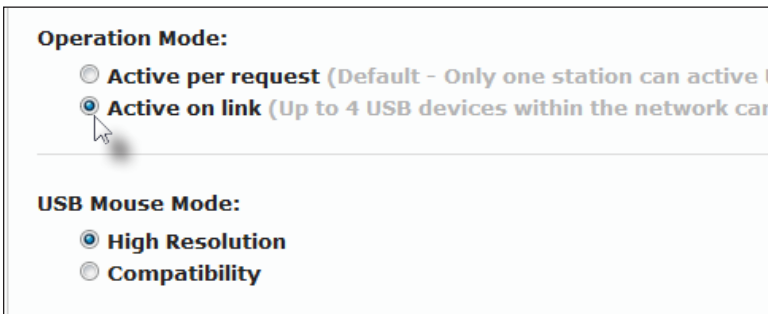 Operation Mode:
Active per request (Default - Only one station can active
Active on link (Up to 4 USB devices within the network
USB Mouse Mode:
High Resolution
Compatibility